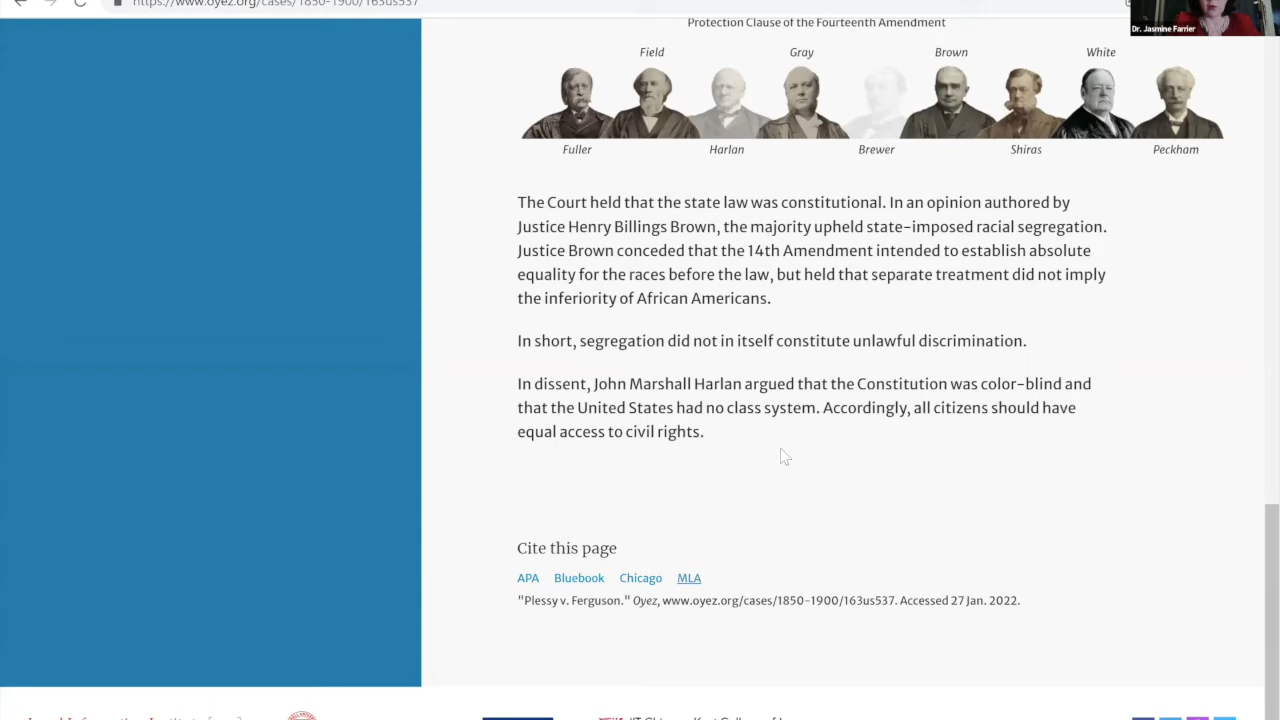 https://www.oyez.org/cases/1850-1900/163us537
Dr. Jasmine Farrier
Protection Clause of the Fourteenth Amendment
Field Gray Brown White
Fuller Harlan Brewer Shiras Peckham
The Court held that the state law was constitutional. In an opinion authored by
Justice Henry Billings Brown, the majority upheld state-imposed racial segregation.
Justice Brown conceded that the 14th Amendment intended to establish absolute
equality for the races before the law, but held that separate treatment did not imply
the inferiority of African Americans.
In short, segregation did not in itself constitute unlawful discrimination.
In dissent, John Marshall Harlan argued that the Constitution was color-blind and
that the United States had no class system. Accordingly, all citizens should have
equal access to civil rights.
Cite this page
APA Bluebook Chicago MLA
"Plessy v. Ferguson." Oyez, www.oyez.org/cases/1850-1900/163us537. Accessed 27 Jan. 2022.